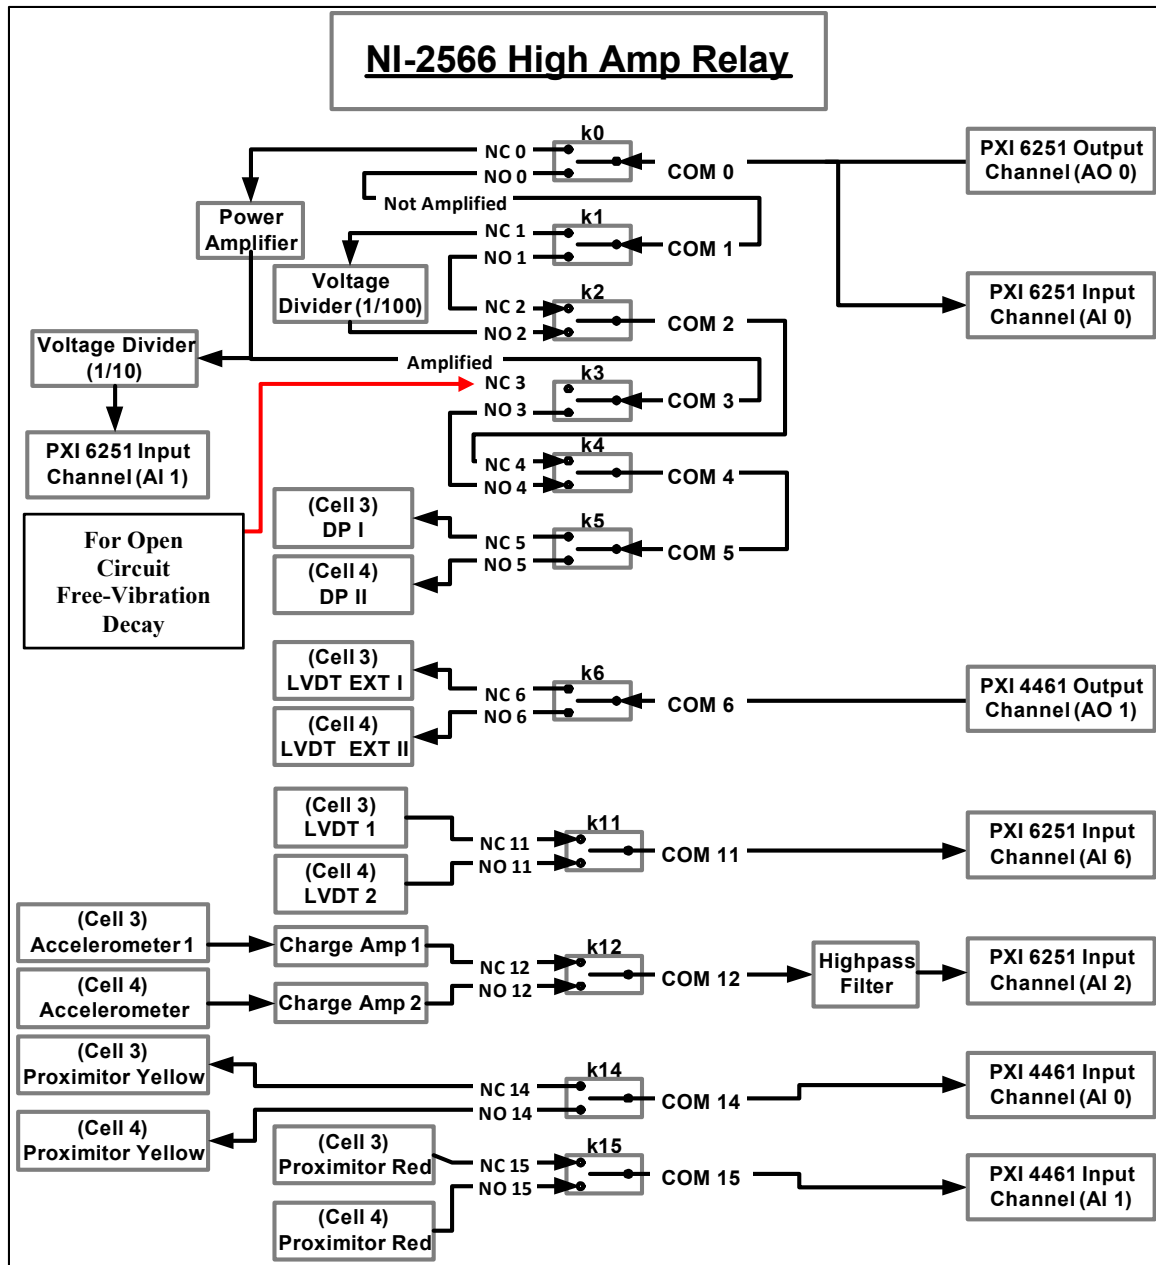 NI-2566 High Amp Relay
k0
NC 0
NO 0
COM 0
PXI 6251 Output
Channel (AO 0)
Not Amplified
Power
Amplifier
k1
NC 1
NO 1
COM 1
Voltage
Divider (1/100)
k2
NC 2
NO 2
COM 2
PXI 6251 Input
Channel (AI 0)
Voltage Divider
(1/10)
Amplified
k3
NC 3
NO 3
COM 3
PXI 6251 Input
Channel (AI 1)
k4
NC 4
NO 4
COM 4
For Open
Circuit
Free-Vibration
Decay
(Cell 3)
DP I
k5
NC 5
NO 5
COM 5
(Cell 4)
DP II
(Cell 3)
LVDT EXT I
k6
NC 6
NO 6
COM 6
PXI 4461 Output
Channel (AO 1)
(Cell 4)
LVDT EXT II
(Cell 3)
LVDT 1
k11
NC 11
NO 11
COM 11
PXI 6251 Input
Channel (AI 6)
(Cell 4)
LVDT 2
(Cell 3)
Accelerometer 1
Charge Amp 1
k12
NC 12
NO 12
COM 12
Highpass
Filter
PXI 6251 Input
Channel (AI 2)
(Cell 4)
Accelerometer
Charge Amp 2
(Cell 3)
Proximitor Yellow
k14
NC 14
NO 14
COM 14
PXI 4461 Input
Channel (AI 0)
(Cell 4)
Proximitor Yellow
(Cell 3)
Proximitor Red
k15
NC 15
NO 15
COM 15
PXI 4461 Input
Channel (AI 1)
(Cell 4)
Proximitor Red